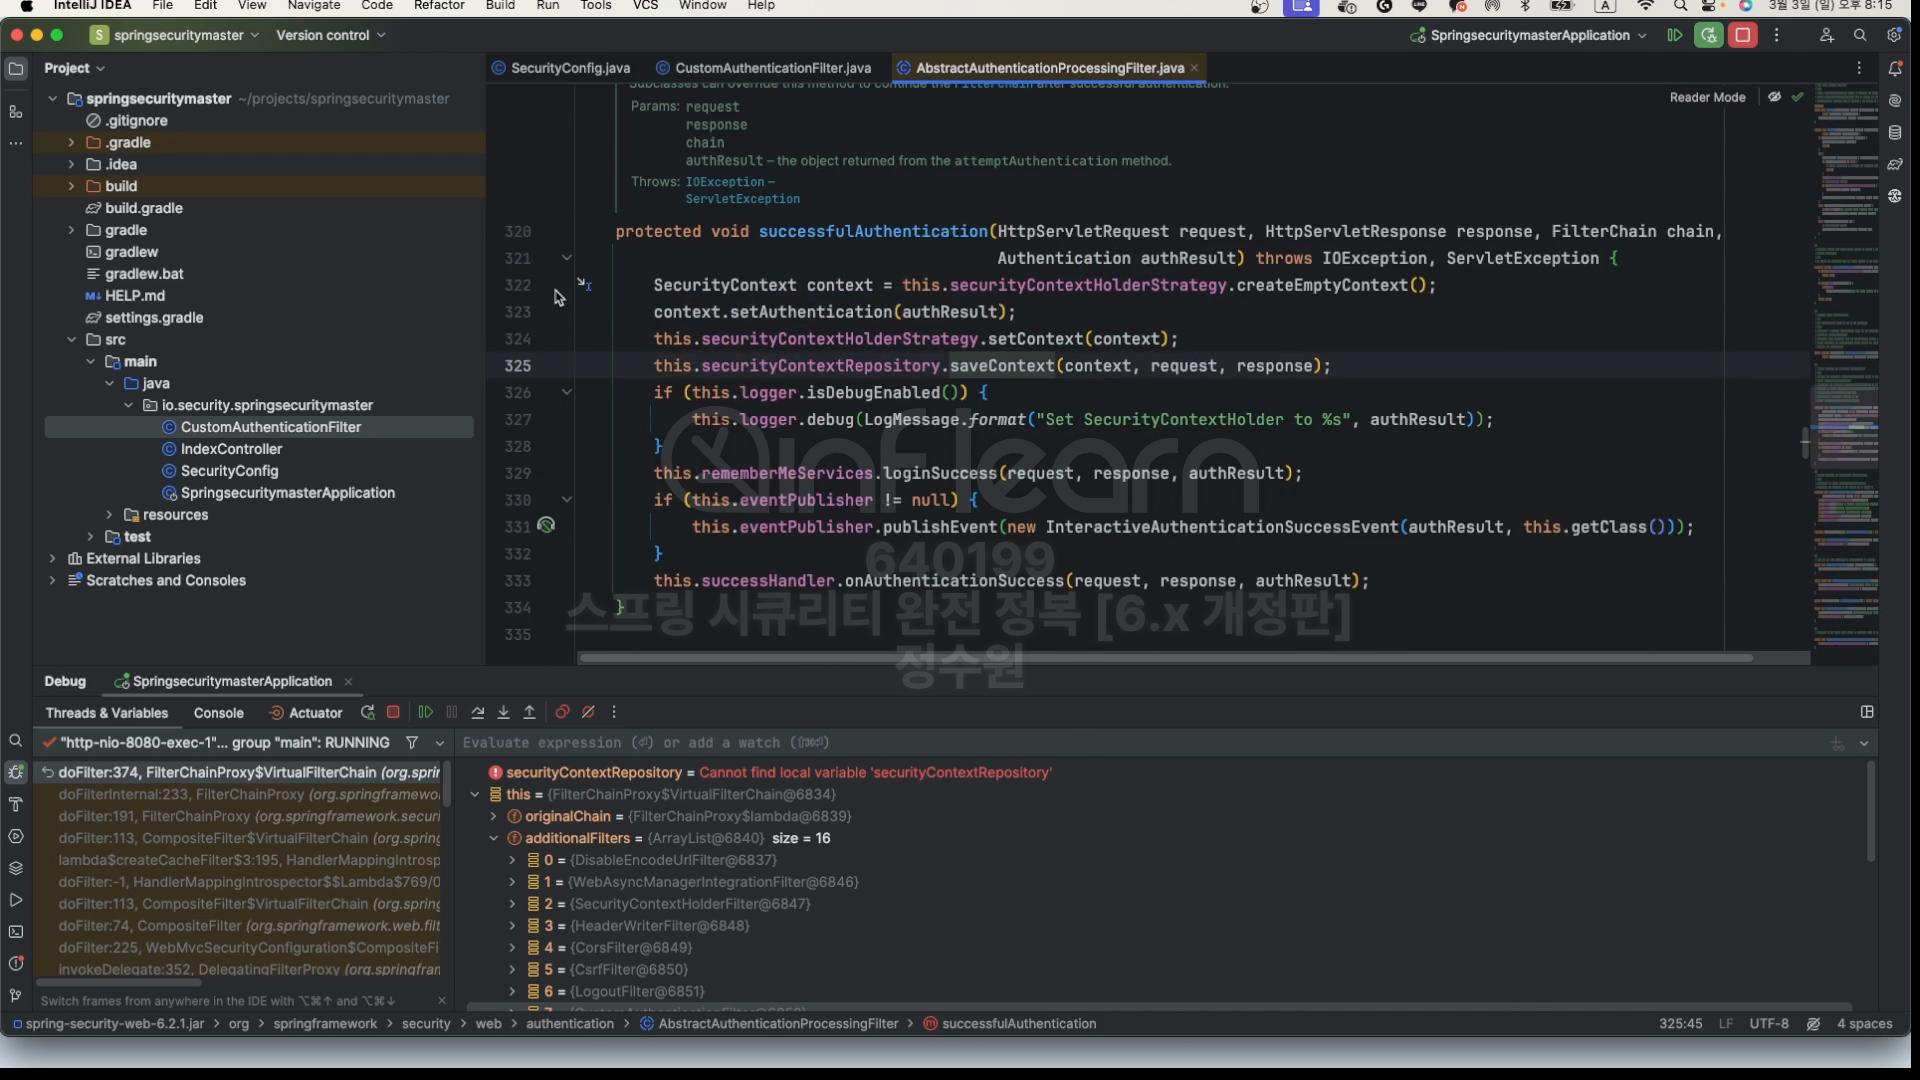 IntelliJ IDEA File Edit View Navigate Code Refactor Build Run Tools VCS Window Help A 3월 3일 (일) 오후 8:15
S springsecuritymaster Version control SpringsecuritymasterApplication
Project SecurityConfig.java CustomAuthenticationFilter.java AbstractAuthenticationProcessingFilter.java
springsecuritymaster ~/projects/springsecuritymaster
.gitignore
.gradle
.idea
build
build.gradle
gradle
gradlew
gradlew.bat
HELP.md
settings.gradle
src
main
java
io.security.springsecuritymaster
CustomAuthenticationFilter
IndexController
SecurityConfig
SpringsecuritymasterApplication
resources
test
External Libraries
Scratches and Consoles
Reader Mode
Subclasses can override this method to continue the FilterChain after successful authentication.
Params: request
response
chain
authResult – the object returned from the attemptAuthentication method.
Throws: IOException –
ServletException
320 protected void successfulAuthentication(HttpServletRequest request, HttpServletResponse response, FilterChain chain,
321 Authentication authResult) throws IOException, ServletException {
322 SecurityContext context = this.securityContextHolderStrategy.createEmptyContext();
323 context.setAuthentication(authResult);
324 this.securityContextHolderStrategy.setContext(context);
325 this.securityContextRepository.saveContext(context, request, response);
326 if (this.logger.isDebugEnabled()) {
327 this.logger.debug(LogMessage.format("Set SecurityContextHolder to %s", authResult));
328 }
329 this.rememberMeServices.loginSuccess(request, response, authResult);
330 if (this.eventPublisher != null) {
331 this.eventPublisher.publishEvent(new InteractiveAuthenticationSuccessEvent(authResult, this.getClass()));
332 }
333 this.successHandler.onAuthenticationSuccess(request, response, authResult);
334 }
335
inflearn
640199
스프링 시큐리티 완전 정복 [6.x 개정판]
정수원
Debug SpringsecuritymasterApplication
Threads & Variables Console Actuator
"http-nio-8080-exec-1"... group "main": RUNNING
doFilter:374, FilterChainProxy$VirtualFilterChain (org.sprin
doFilterInternal:233, FilterChainProxy (org.springframewo
doFilter:191, FilterChainProxy (org.springframework.secur
doFilter:113, CompositeFilter$VirtualFilterChain (org.spring
lambda$createCacheFilter$3:195, HandlerMappingIntrosp
doFilter:-1, HandlerMappingIntrospector$$Lambda$769/0
doFilter:113, CompositeFilter$VirtualFilterChain (org.spring
doFilter:74, CompositeFilter (org.springframework.web.filt
doFilter:225, WebMvcSecurityConfiguration$CompositeFi
invokeDelegate:352, DelegatingFilterProxy (org.springfram
Switch frames from anywhere in the IDE with ⌥⌘↑ and ⌥⌘↓
Evaluate expression (⏎) or add a watch (⇧⌘⏎)
securityContextRepository = Cannot find local variable 'securityContextRepository'
this = {FilterChainProxy$VirtualFilterChain@6834}
originalChain = {FilterChainProxy$lambda@6839}
additionalFilters = {ArrayList@6840} size = 16
0 = {DisableEncodeUrlFilter@6837}
1 = {WebAsyncManagerIntegrationFilter@6846}
2 = {SecurityContextHolderFilter@6847}
3 = {HeaderWriterFilter@6848}
4 = {CorsFilter@6849}
5 = {CsrfFilter@6850}
6 = {LogoutFilter@6851}
spring-security-web-6.2.1.jar > org > springframework > security > web > authentication > AbstractAuthenticationProcessingFilter > successfulAuthentication 325:45 LF UTF-8 4 spaces